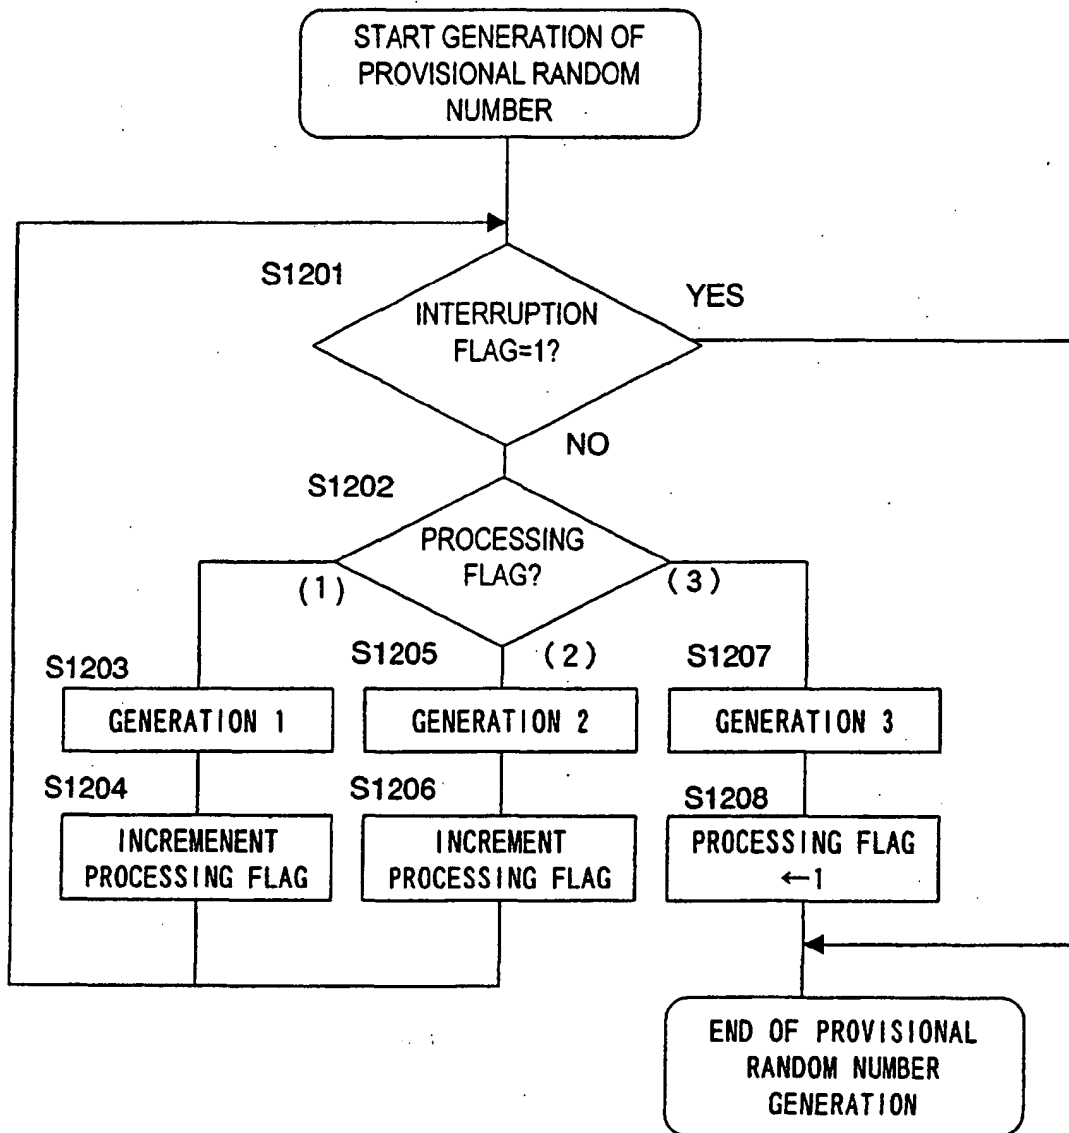 START GENERATION OF
PROVISIONAL RANDOM
NUMBER
S1201
INTERRUPTION
FLAG=1?
YES
NO
S1202
PROCESSING
FLAG?
(1)
(2)
(3)
S1203
GENERATION 1
S1204
INCREMENENT
PROCESSING FLAG
S1205
GENERATION 2
S1206
INCREMENT
PROCESSING FLAG
S1207
GENERATION 3
S1208
PROCESSING FLAG
←1
END OF PROVISIONAL
RANDOM NUMBER
GENERATION